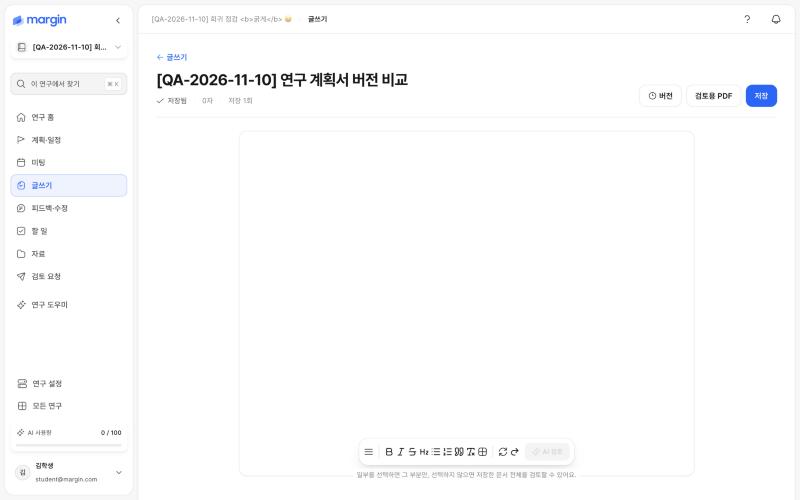 margin
[QA-2026-11-10] 회...
이 연구에서 찾기
⌘ K
연구 홈
계획·일정
미팅
글쓰기
피드백·수정
할 일
자료
검토 요청
연구 도우미
연구 설정
모든 연구
AI 사용량 0 / 100
김
김학생
student@margin.com
[QA-2026-11-10] 회귀 점검 <b>굵게</b> 😀 글쓰기
?
← 글쓰기
[QA-2026-11-10] 연구 계획서 버전 비교
저장됨 0자 저장 1회
버전 검토용 PDF 저장
B I S H2 AI 검토
일부를 선택하면 그 부분만, 선택하지 않으면 저장한 문서 전체를 검토할 수 있어요.